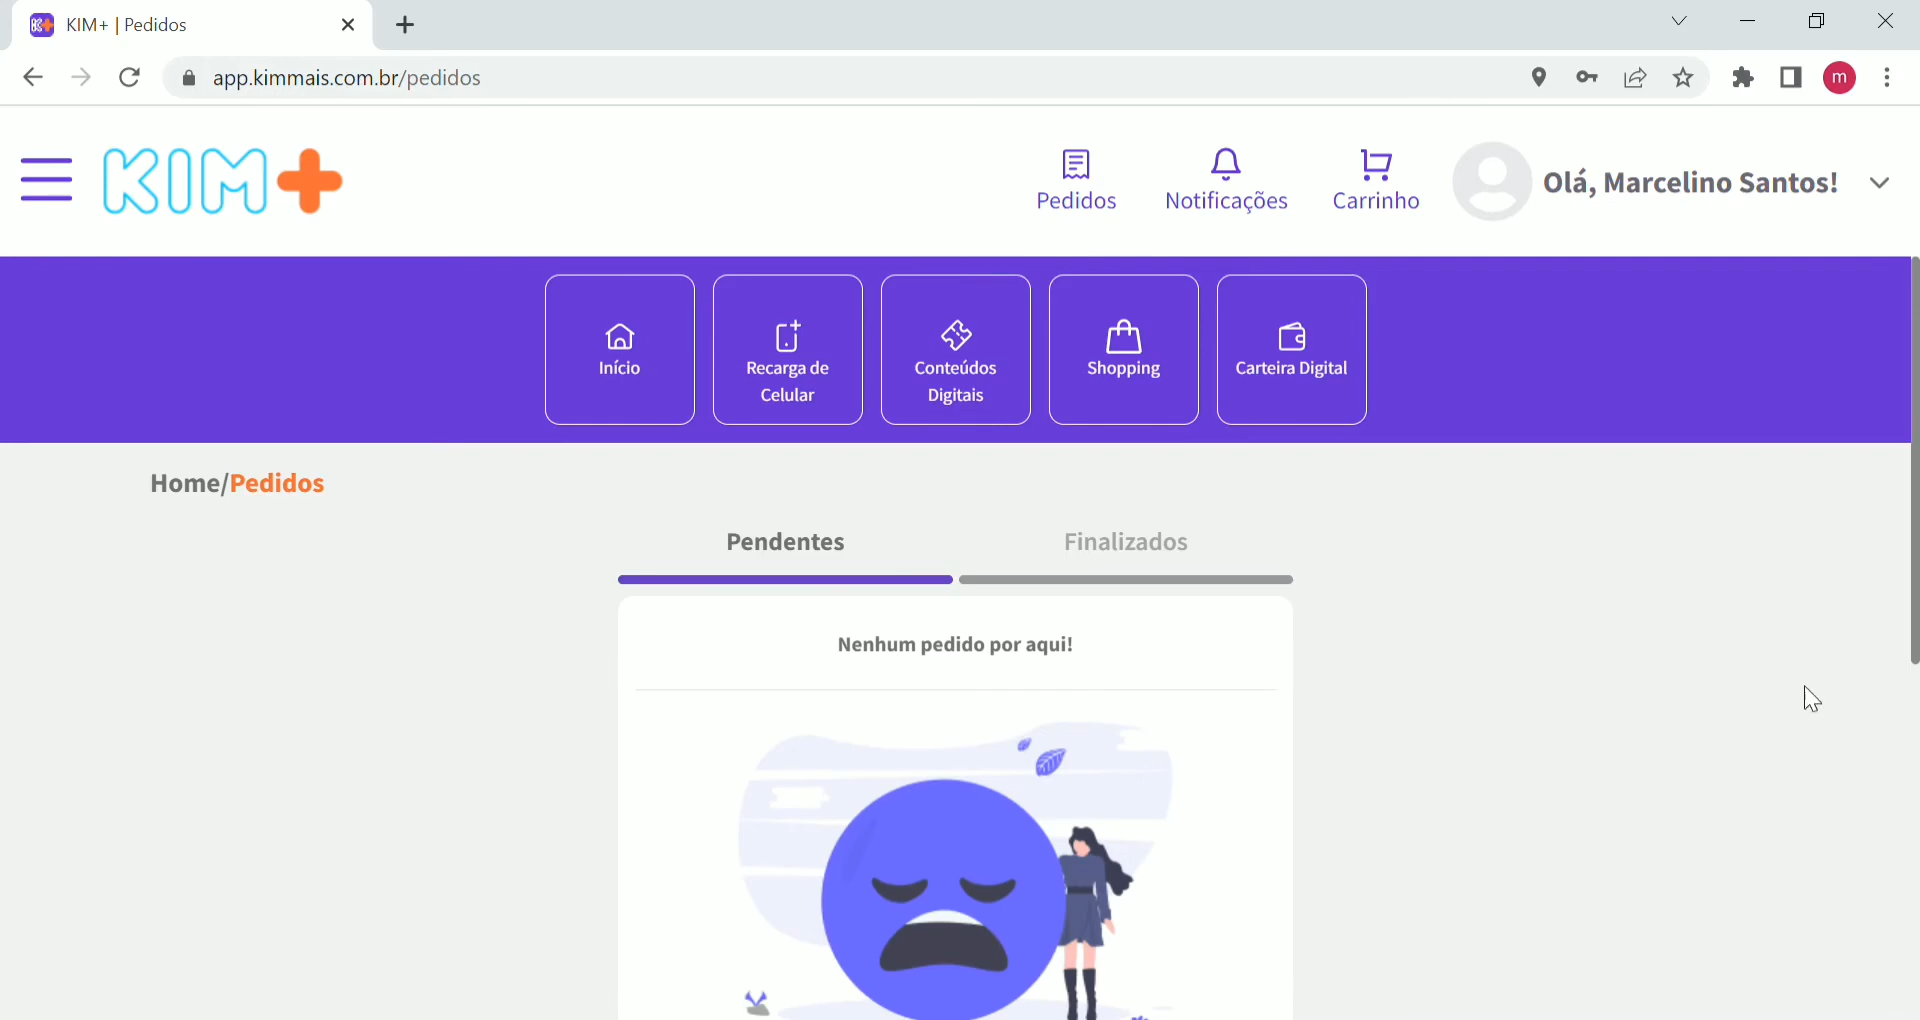 KIM+ | Pedidos
app.kimmais.com.br/pedidos
m
KIM+
Pedidos
Notificações
Carrinho
Olá, Marcelino Santos!
Início
Recarga de
Celular
Conteúdos
Digitais
Shopping
Carteira Digital
Home/Pedidos
Pendentes
Finalizados
Nenhum pedido por aqui!